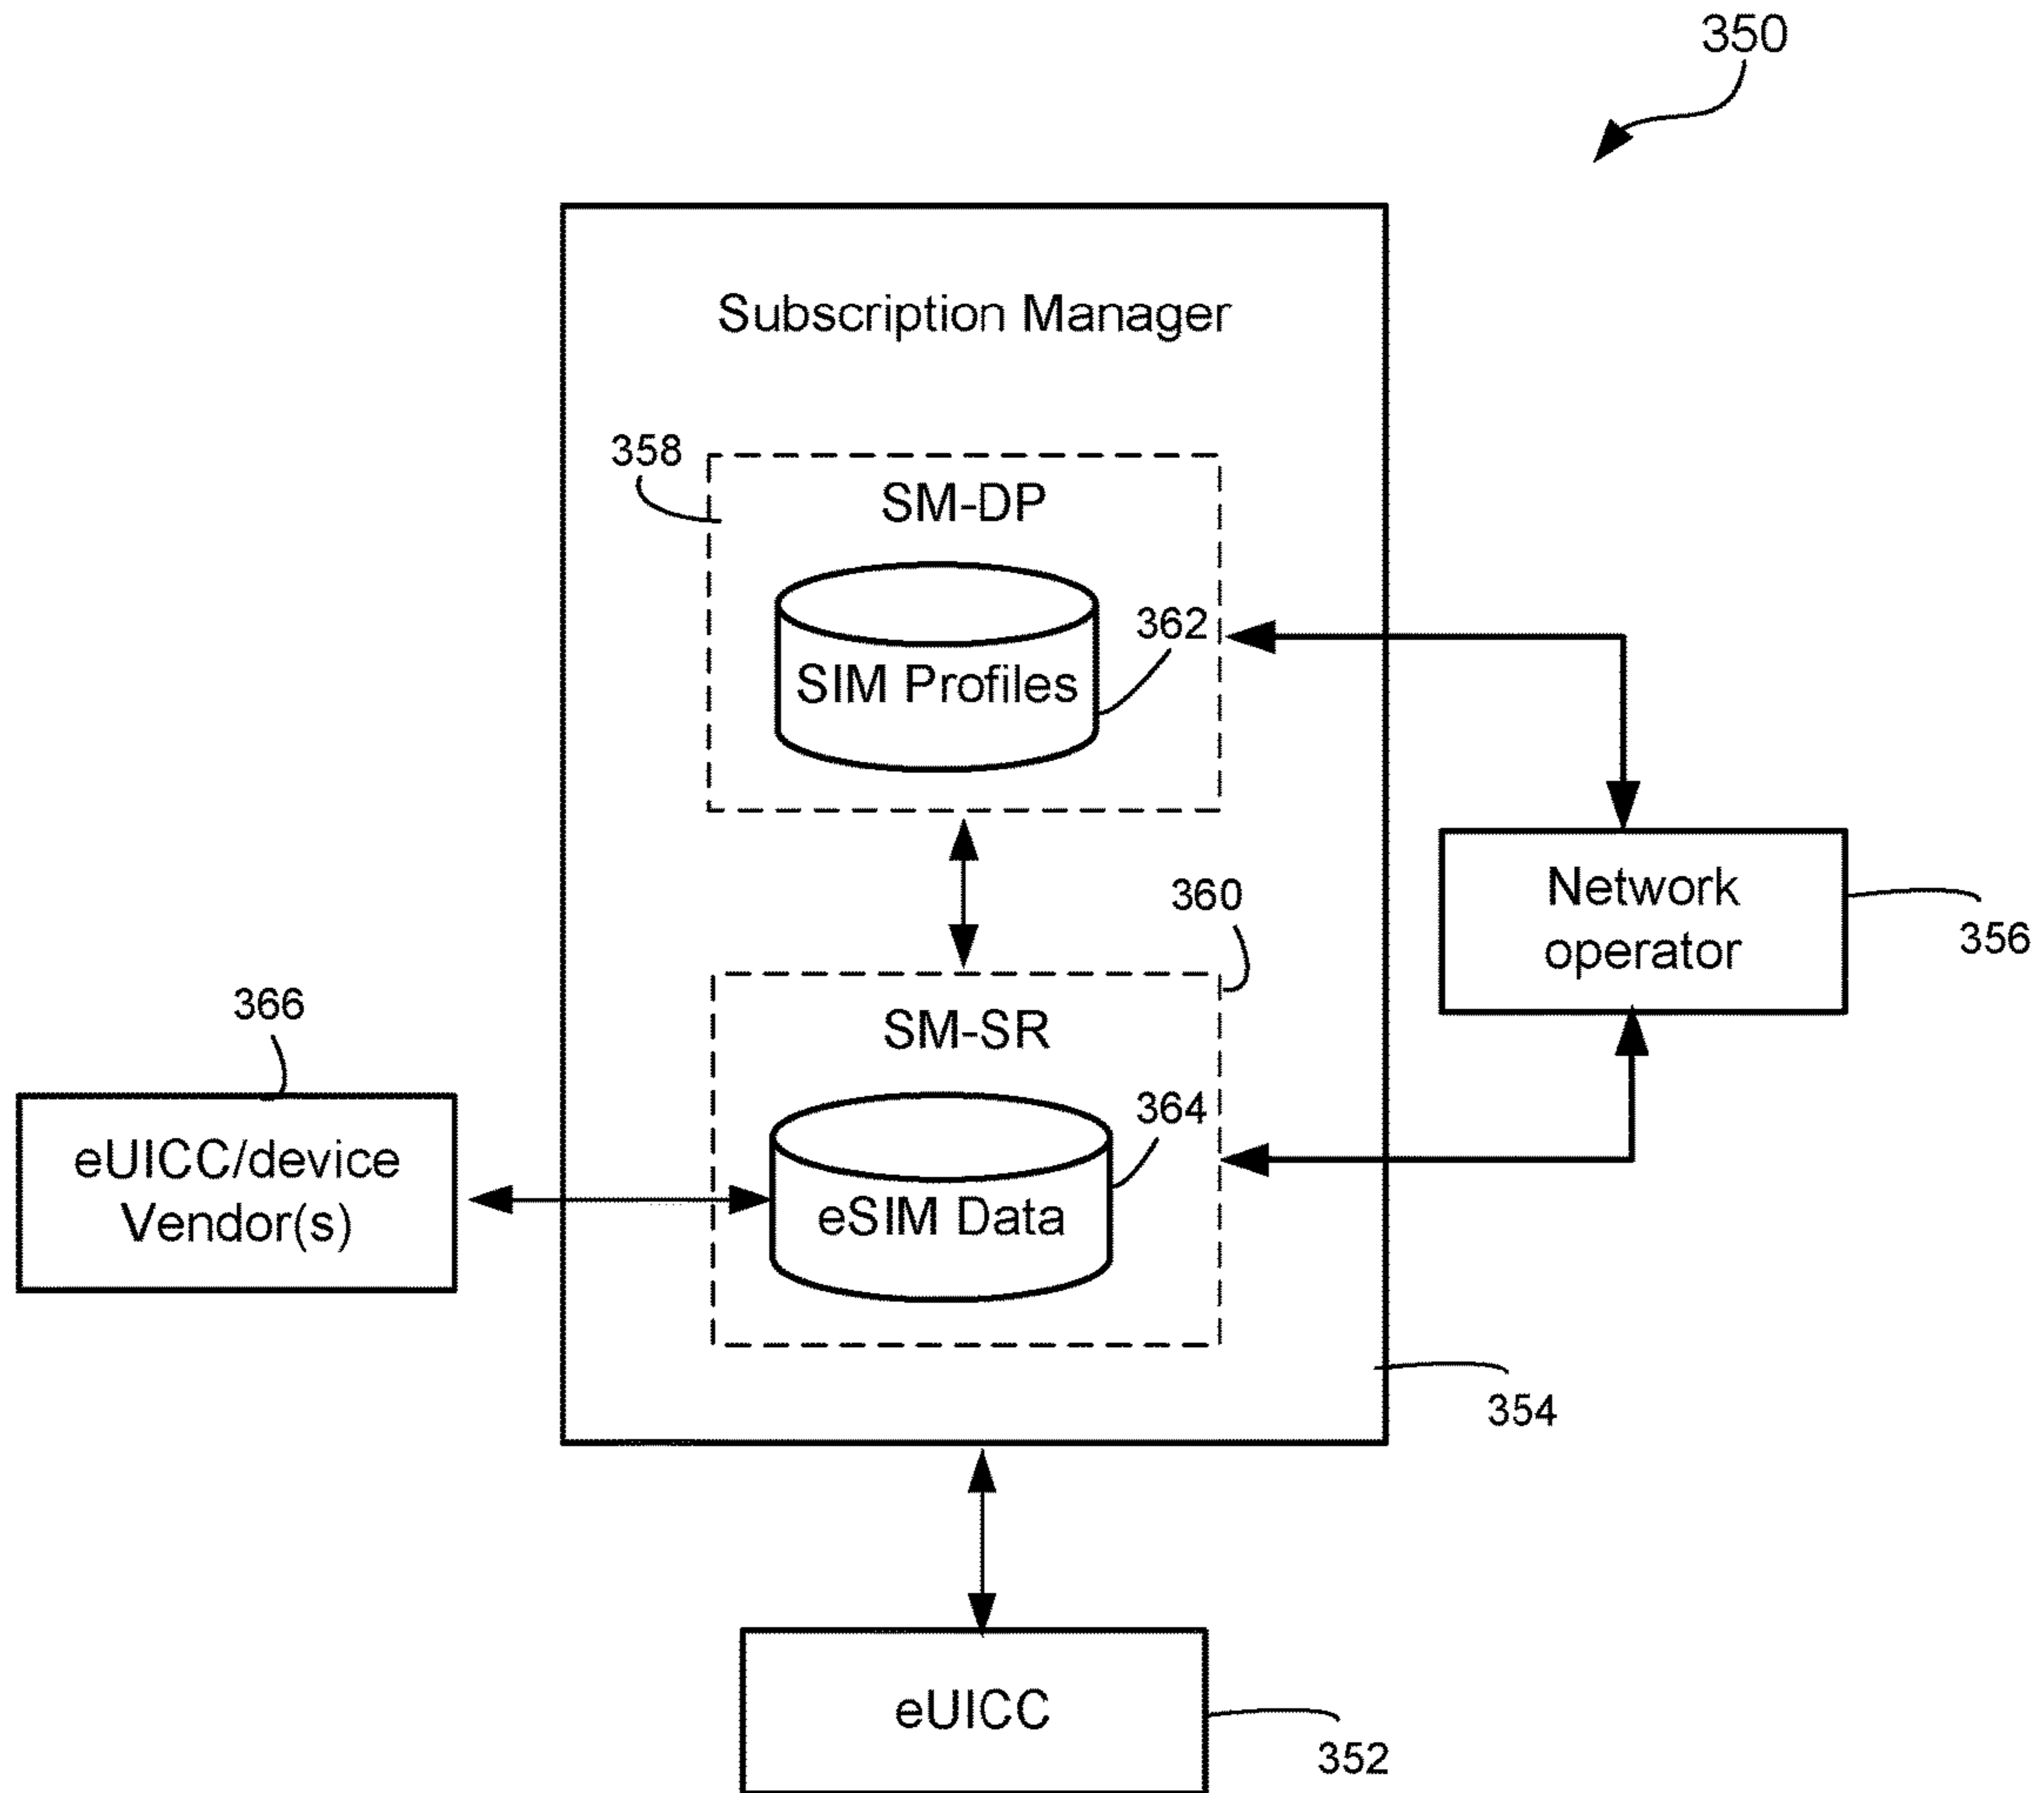 350
Subscription Manager
358
SM-DP
362
SIM Profiles
360
Network
operator
356
366
SM-SR
364
eUICC/device
Vendor(s)
eSIM Data
354
eUICC
352